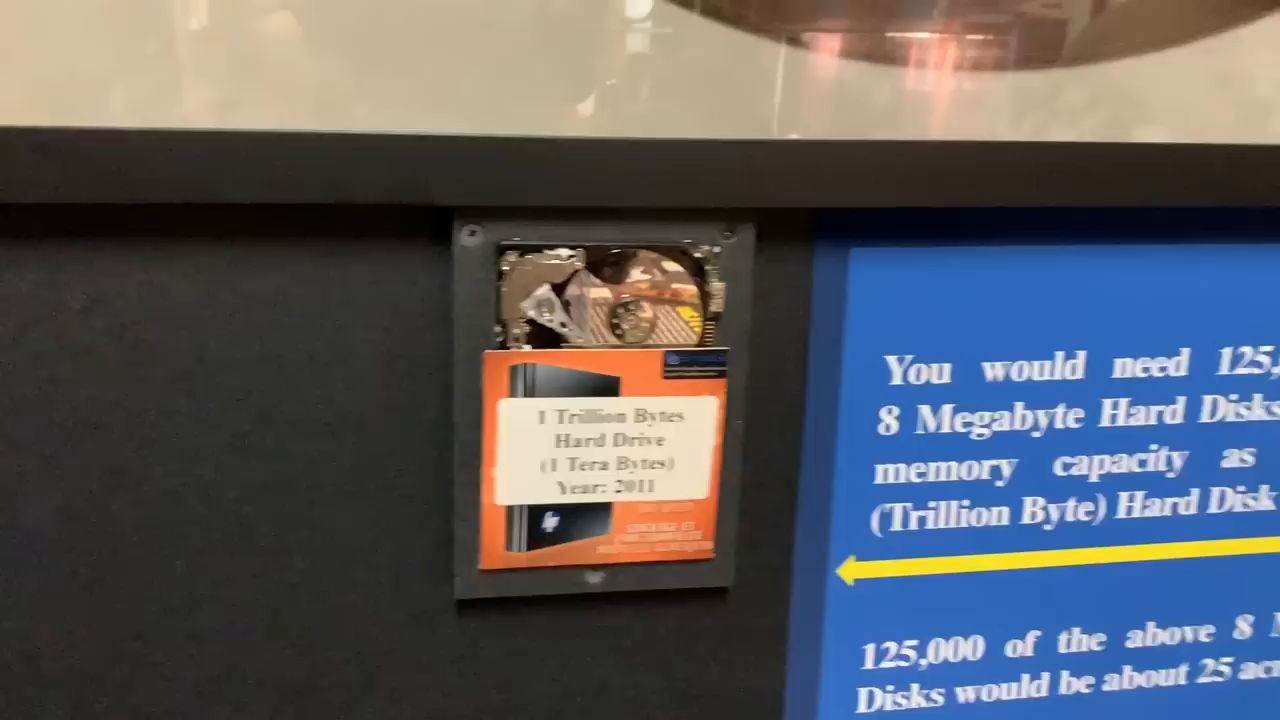 1 Trillion Bytes
Hard Drive
(1 Tera Bytes)
Year: 2011
You would need 125,
8 Megabyte Hard Disks
memory capacity as
(Trillion Byte) Hard Disk
125,000 of the above 8
Disks would be about 25